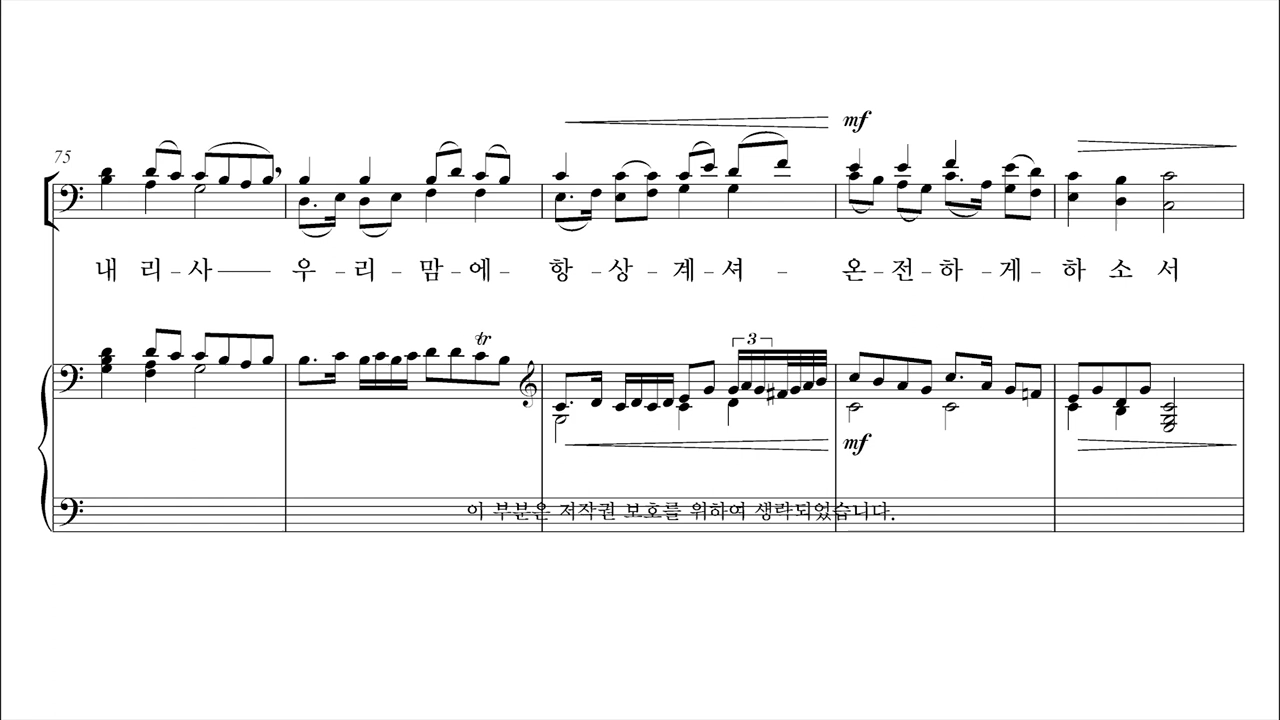 mf
75
내 리 - 사 —— 우 - 리 - 맘 - 에 - 항 - 상 - 계 - 셔 - 온 - 전 - 하 - 게 - 하 소 서
tr
3
mf
이 부분은 저작권 보호를 위하여 생략되었습니다.